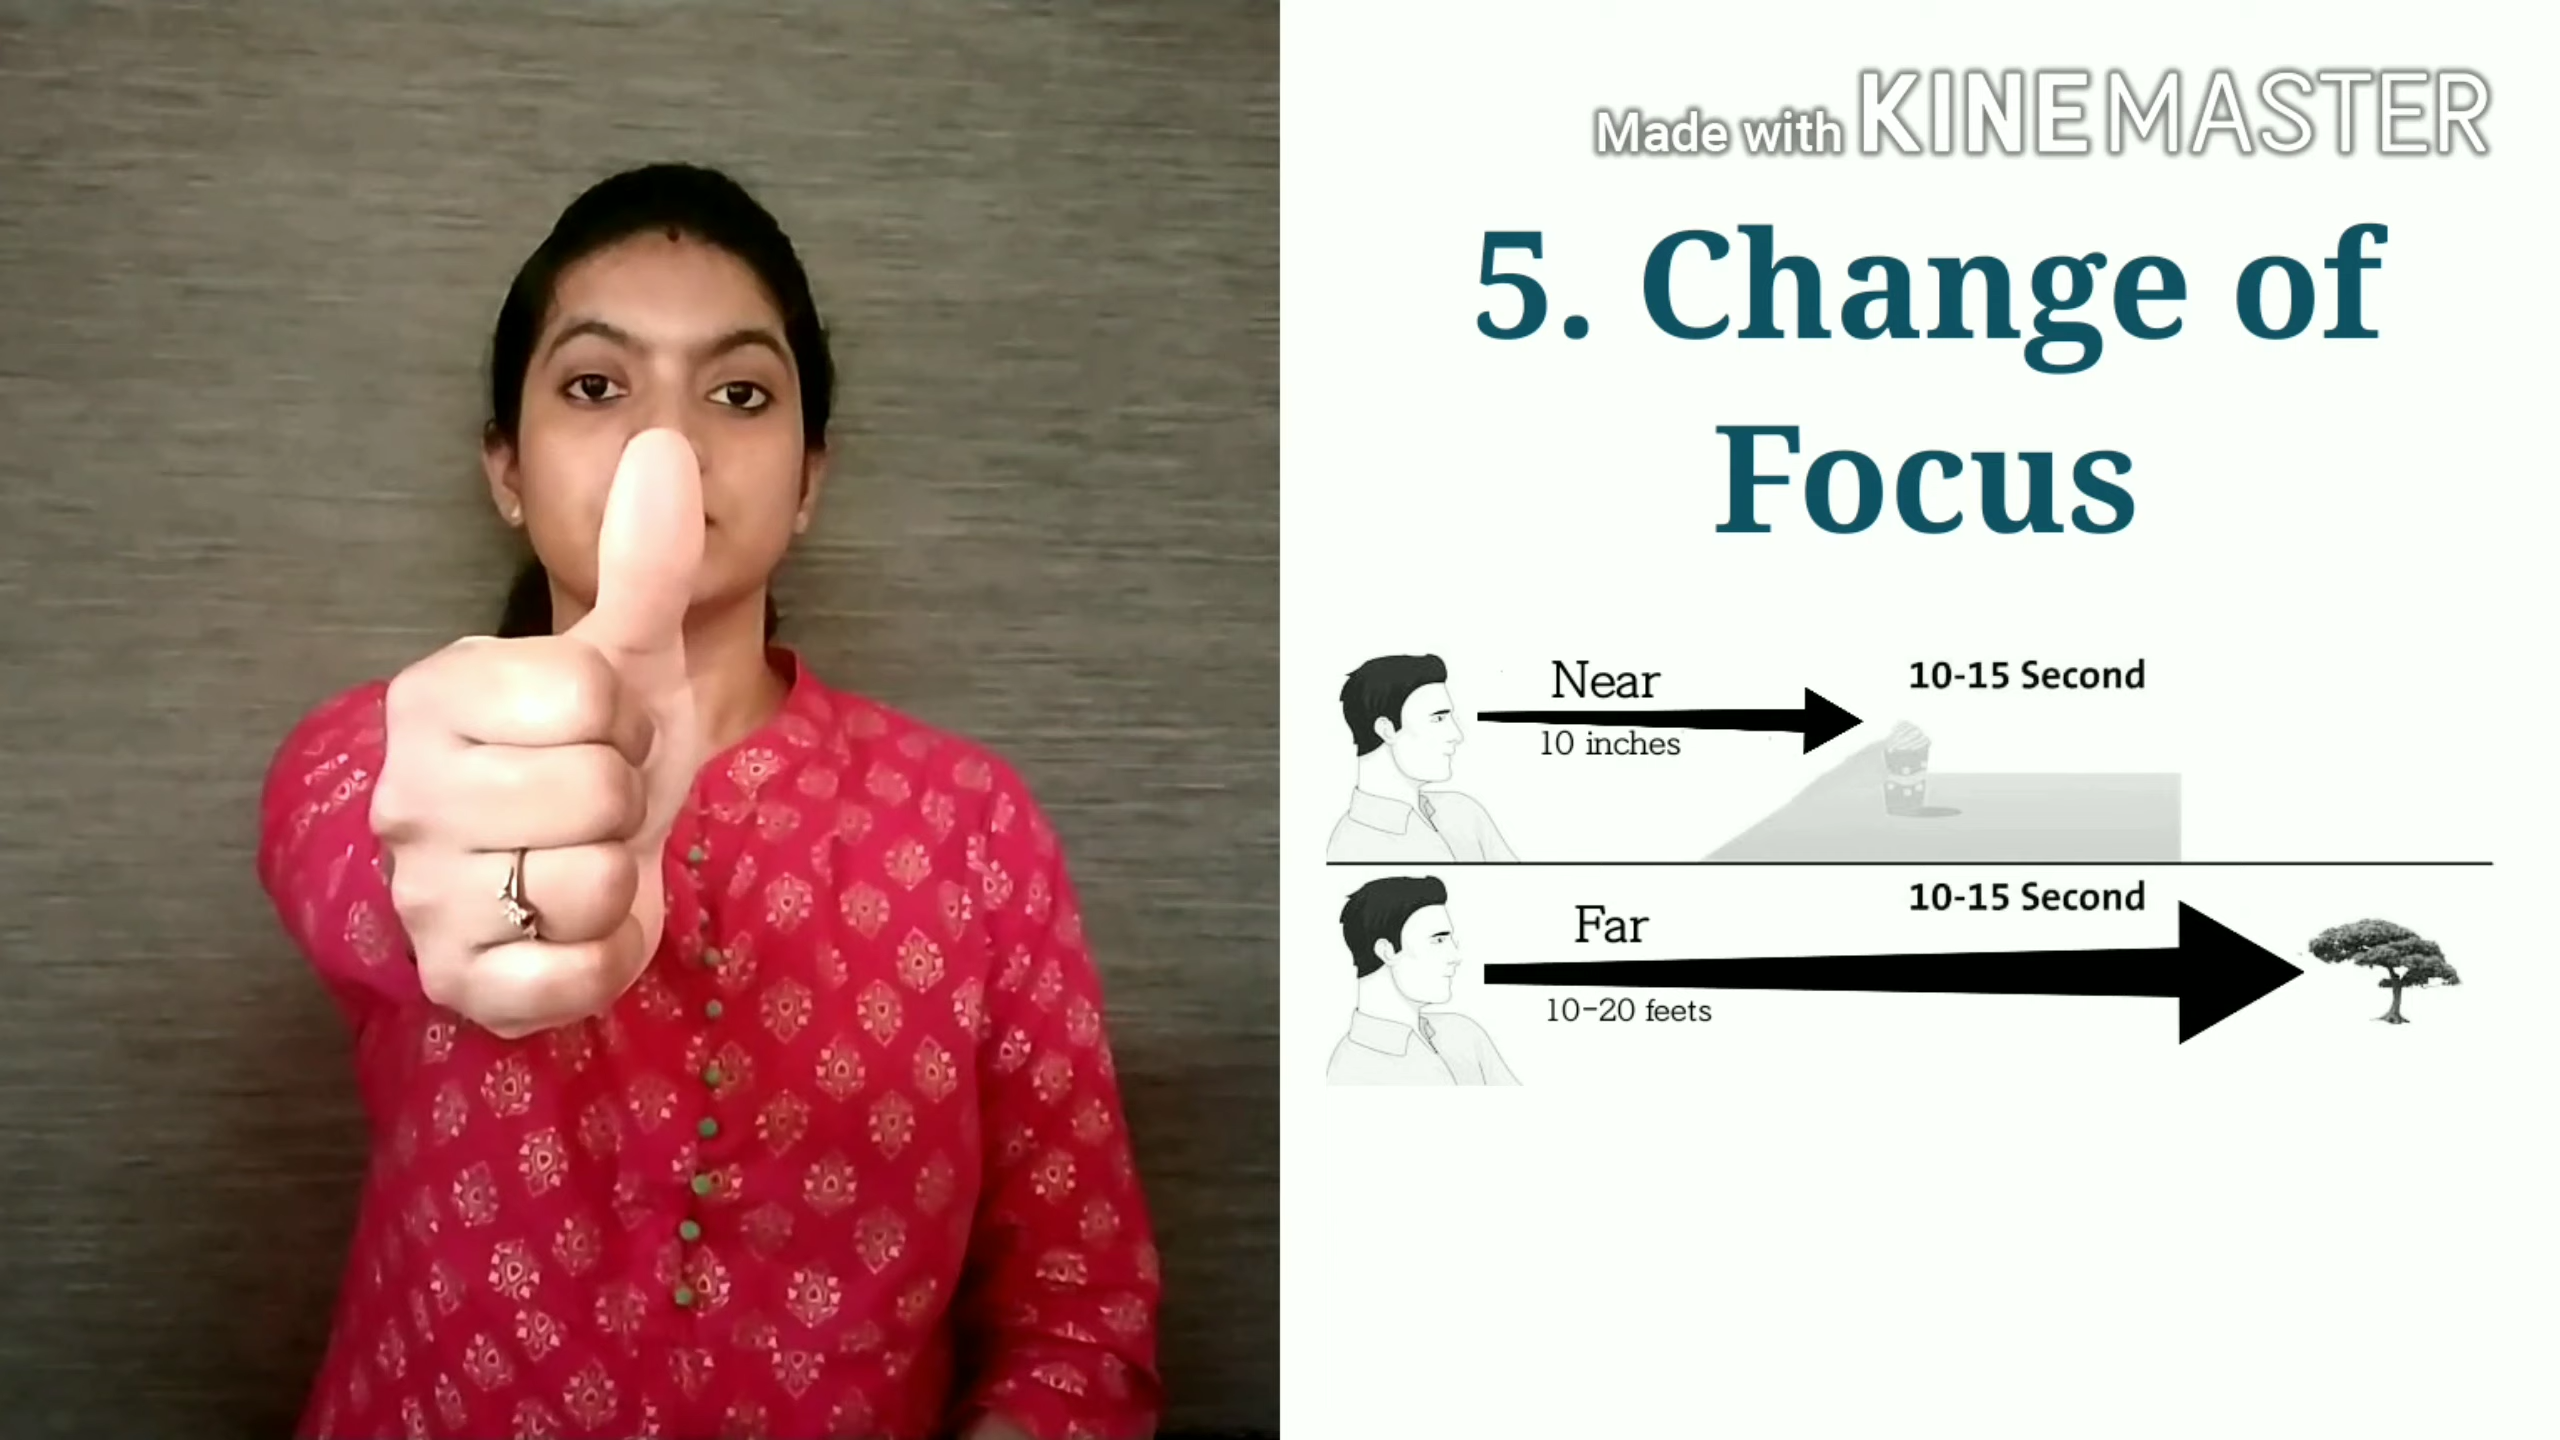 Made with KINEMASTER
5. Change of
Focus
Near
10-15 Second
10 inches
10-15 Second
Far
10-20 feets